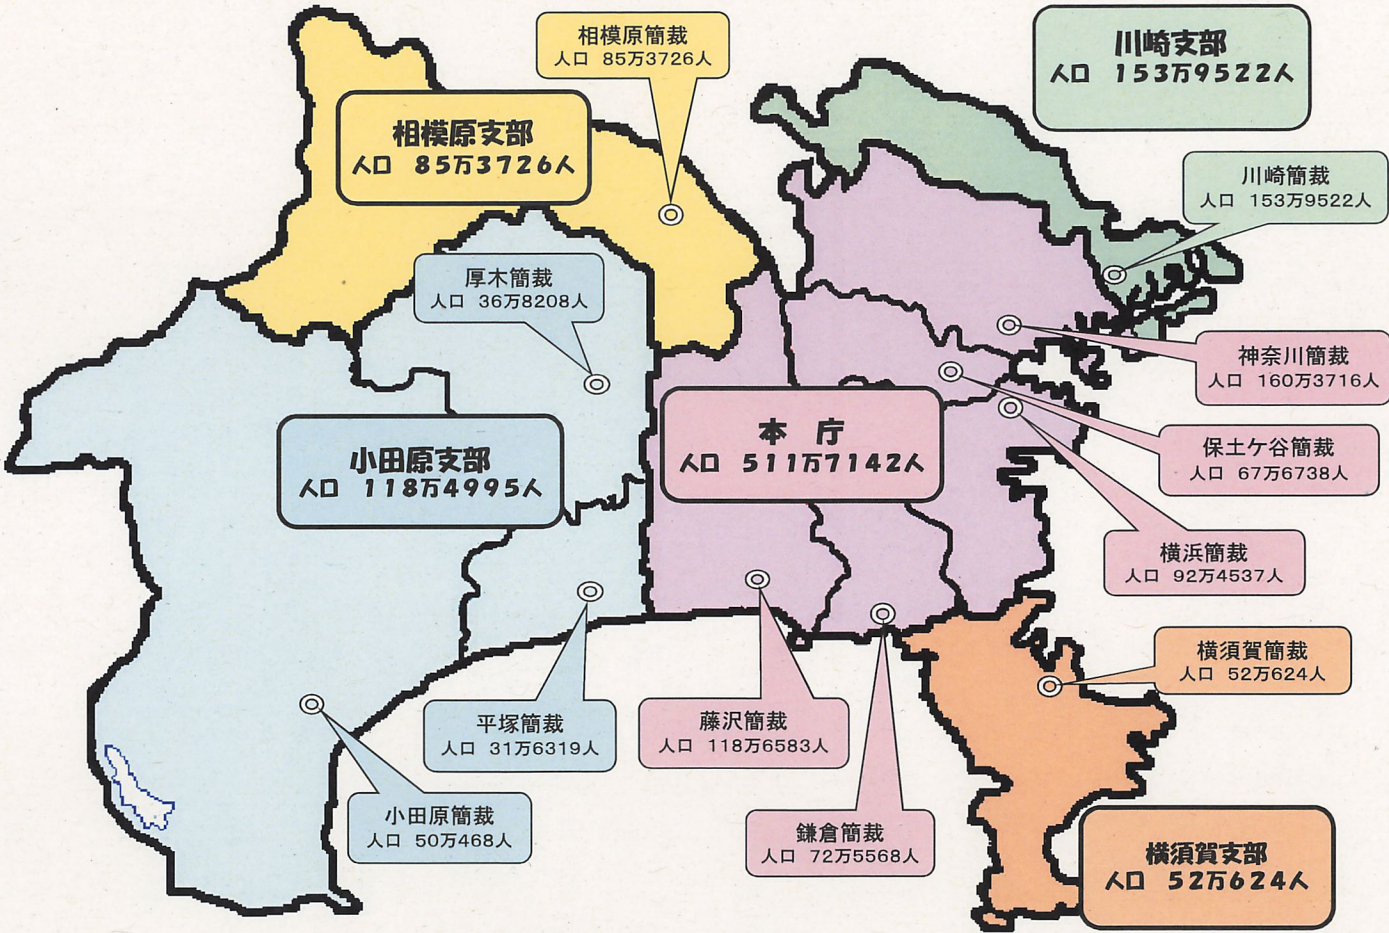 相模原簡裁
人口 85万3726人
川崎支部
人口 153万9522人
相模原支部
人口 85万3726人
川崎簡裁
人口 153万9522人
厚木簡裁
人口 36万8208人
神奈川簡裁
人口 160万3716人
本庁
人口 511万7142人
小田原支部
人口 118万4995人
保土ケ谷簡裁
人口 67万6738人
横浜簡裁
人口 92万4537人
横須賀簡裁
人口 52万624人
平塚簡裁
人口 31万6319人
藤沢簡裁
人口 118万6583人
小田原簡裁
人口 50万468人
鎌倉簡裁
人口 72万5568人
横須賀支部
人口 52万624人